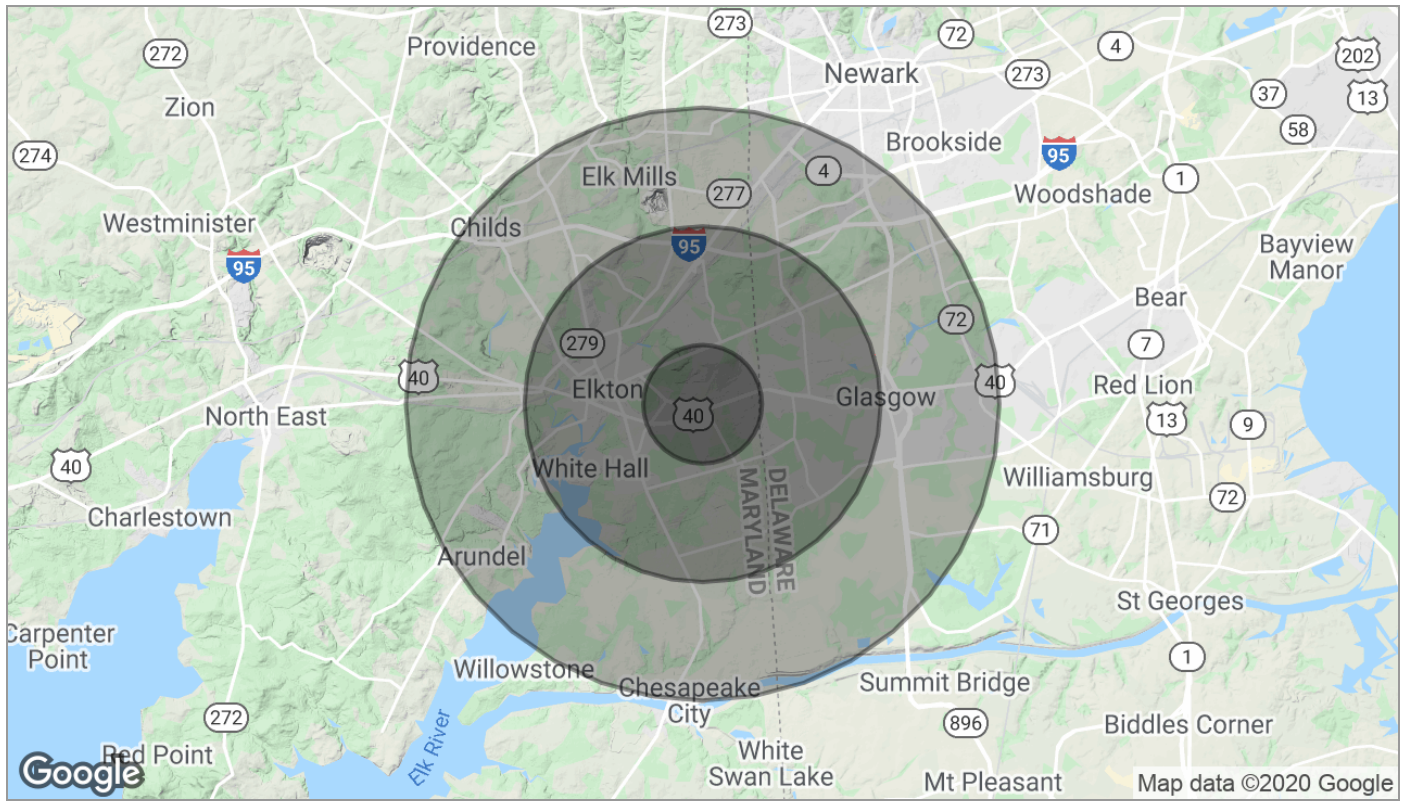 273
72
4
202
272
Providence
Newark
273
37
13
Zion
58
274
Brookside
95
Elk Mills
4
277
1
Woodshade
Westminister
Childs
95
95
Bayview
Manor
Bear
72
279
7
40
Elkton
40
Glasgow
40
Red Lion
North East
13
9
40
White Hall
Williamsburg
72
DELAWARE
MARYLAND
Charlestown
71
Arundel
St Georges
Carpenter
Point
1
Willowstone
Chesapeake
City
Summit Bridge
272
896
Biddles Corner
Elk River
Red Point
White
Swan Lake
Mt Pleasant
Google
Map data ©2020 Google